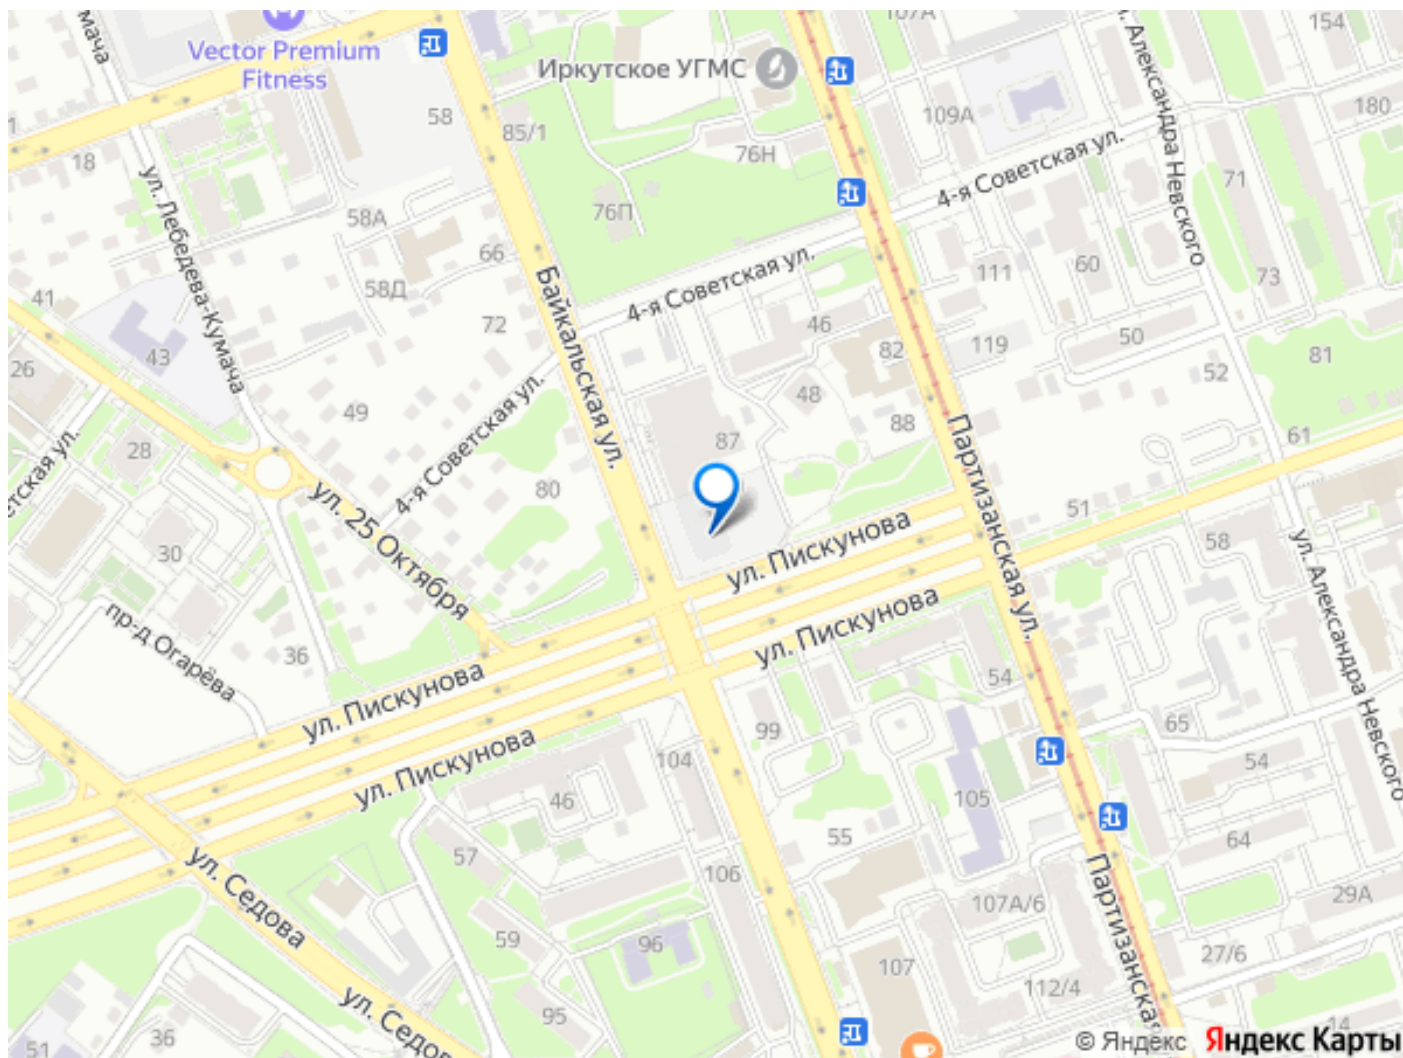 Vector Premium
Fitness
Иркутское УГМС
107А
154
180
109А
76Н
76П
85/1
58
18
58А
66
58Д
72
41
43
49
26
28
30
36
80
87
46
48
82
88
111
119
60
50
52
71
73
81
61
51
58
54
99
65
54
64
29А
105
104
46
57
55
106
59
96
95
107А/6
107
112/4
27/6
14
36
51
ул. Лебедева-Кумача
4-я Советская ул.
4-я Советская ул.
4-я Советская ул.
Байкальская ул.
ул. 25 Октября
пр-д Огарёва
ул. Пискунова
ул. Пискунова
ул. Пискунова
ул. Пискунова
Партизанская ул.
Партизанская
ул. Александра Невского
ул. Александра Невского
ул. Седова
ул. Седо
© Яндекс
Яндекс Карты